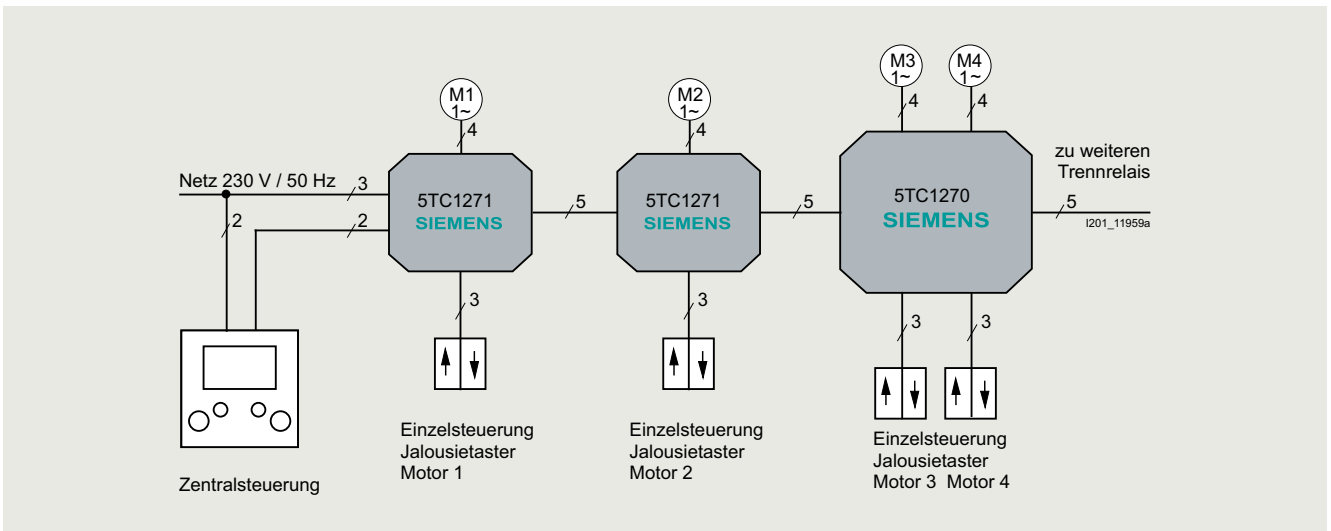 M1
1~
4
M2
1~
4
M3
1~
4
M4
1~
4
Netz 230 V / 50 Hz
3
2
2
5TC1271
SIEMENS
5
5TC1271
SIEMENS
5
5TC1270
SIEMENS
zu weiteren
Trennrelais
5
I201_11959a
3
3
3
3
Zentralsteuerung
Einzelsteuerung
Jalousietaster
Motor 1
Einzelsteuerung
Jalousietaster
Motor 2
Einzelsteuerung
Jalousietaster
Motor 3 Motor 4